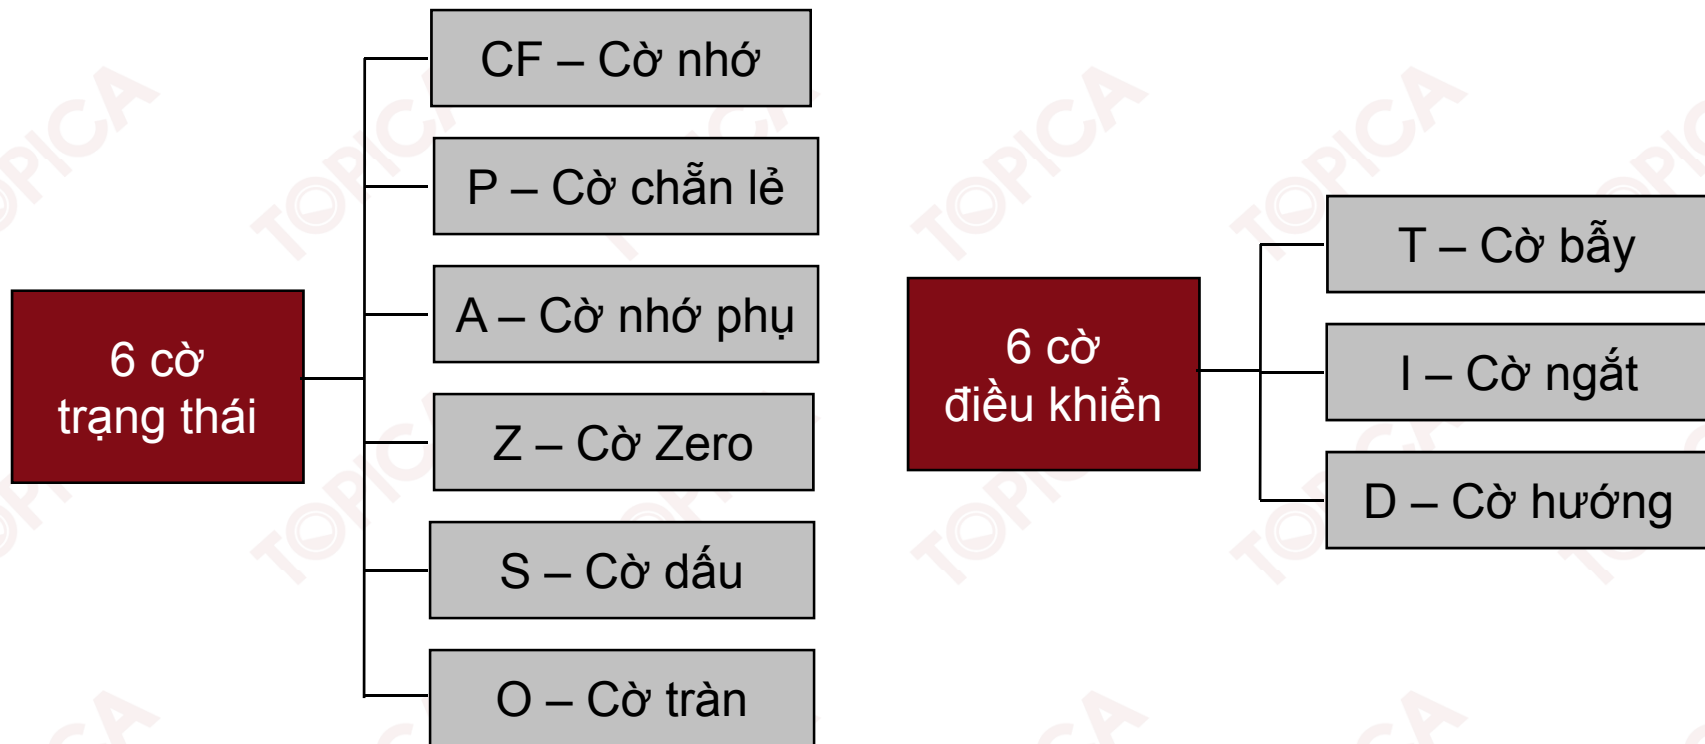 6 cờ
trạng thái
CF – Cờ nhớ
P – Cờ chẵn lẻ
A – Cờ nhớ phụ
Z – Cờ Zero
S – Cờ dấu
O – Cờ tràn
6 cờ
điều khiển
T – Cờ bẫy
I – Cờ ngắt
D – Cờ hướng
TOPICA